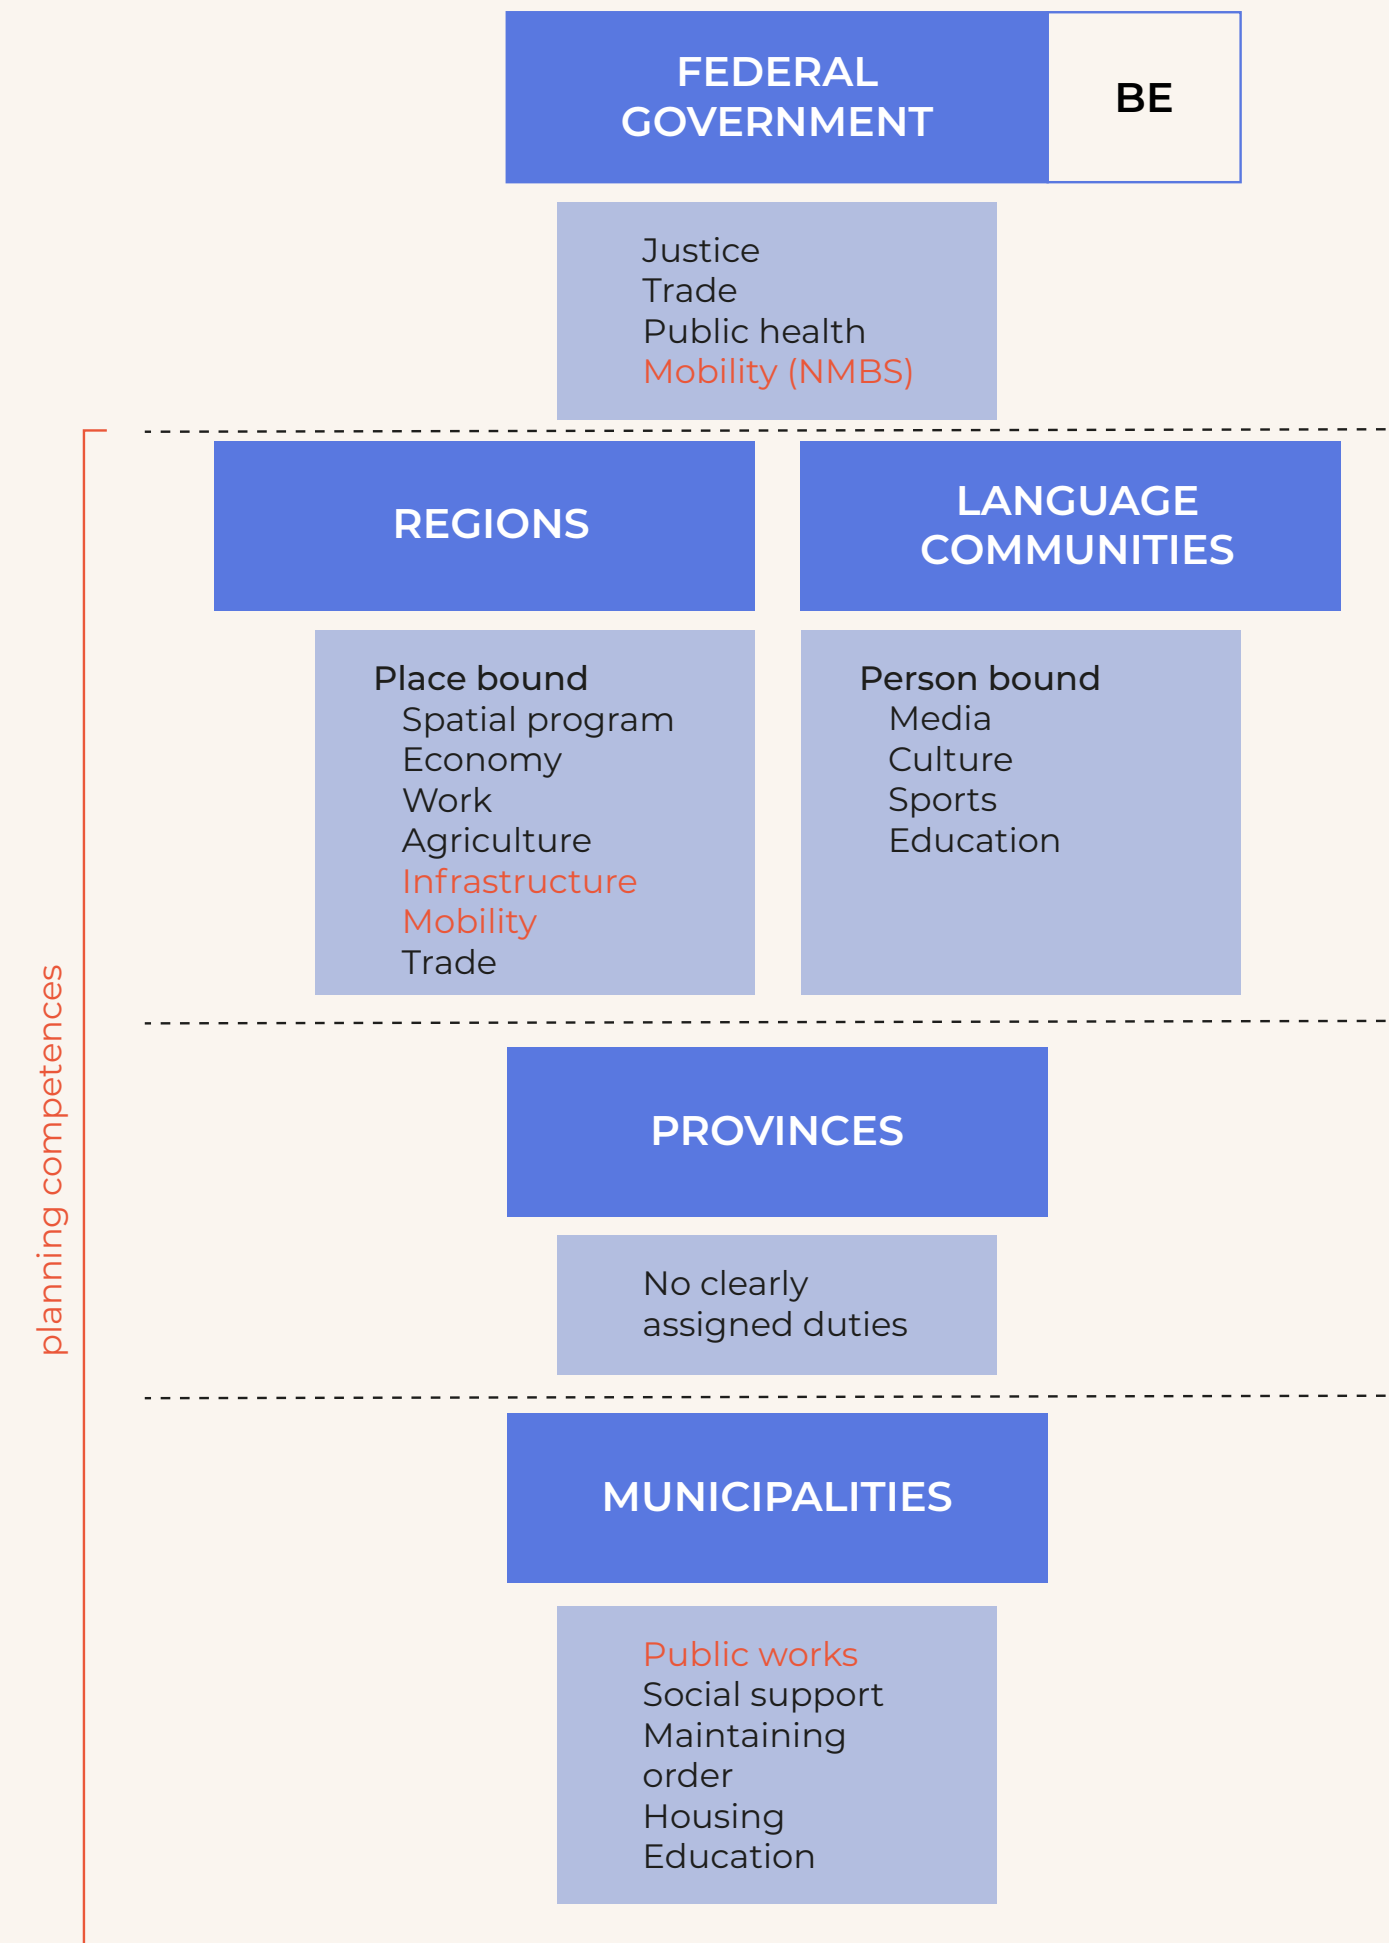 FEDERAL
GOVERNMENT
BE
Justice
Trade
Public health
Mobility (NMBS)
REGIONS
LANGUAGE
COMMUNITIES
Place bound
Spatial program
Economy
Work
Agriculture
Infrastructure
Mobility
Trade
Person bound
Media
Culture
Sports
Education
planning competences
PROVINCES
No clearly
assigned duties
MUNICIPALITIES
Public works
Social support
Maintaining
order
Housing
Education